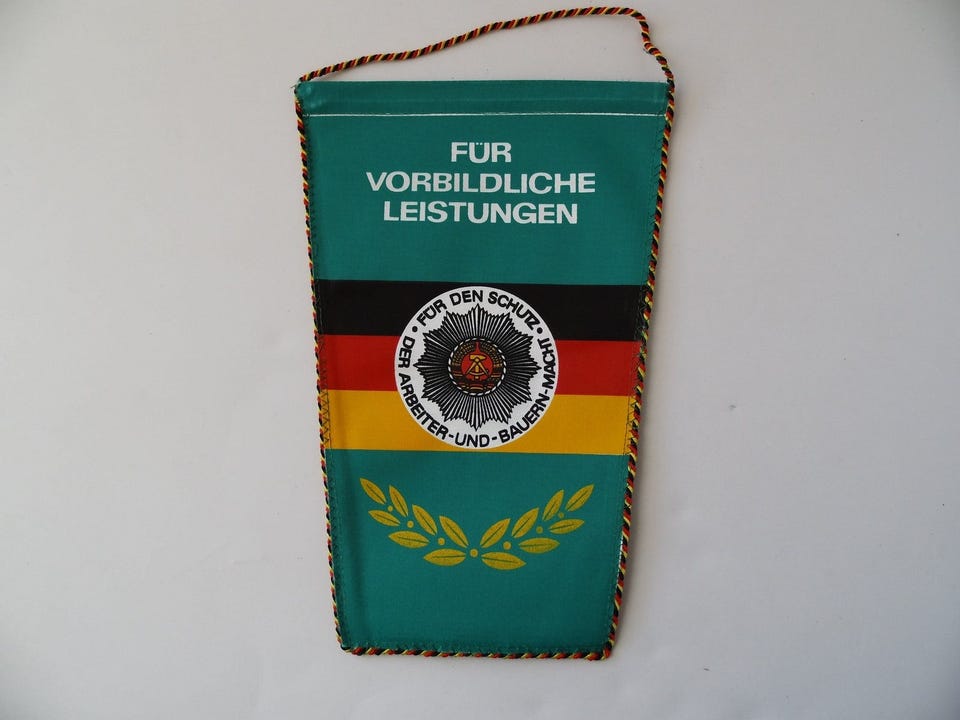 FÜR
VORBILDLICHE
LEISTUNGEN
• FÜR DEN SCHUTZ •
DER ARBEITER-UND-BAUERN-MACHT